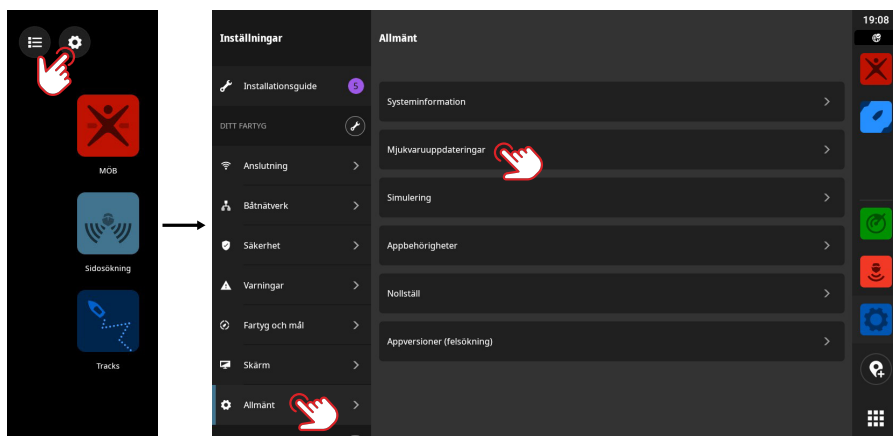 MÖB
Sidosökning
Tracks
Inställningar
Installationsguide
5
DITT FARTYG
Anslutning
Båtnätverk
Säkerhet
Varningar
Fartyg och mål
Skärm
Allmänt
Allmänt
Systeminformation
Mjukvaruuppdateringar
Simulering
Appbehörigheter
Nollställ
Appversioner (felsökning)
19:08